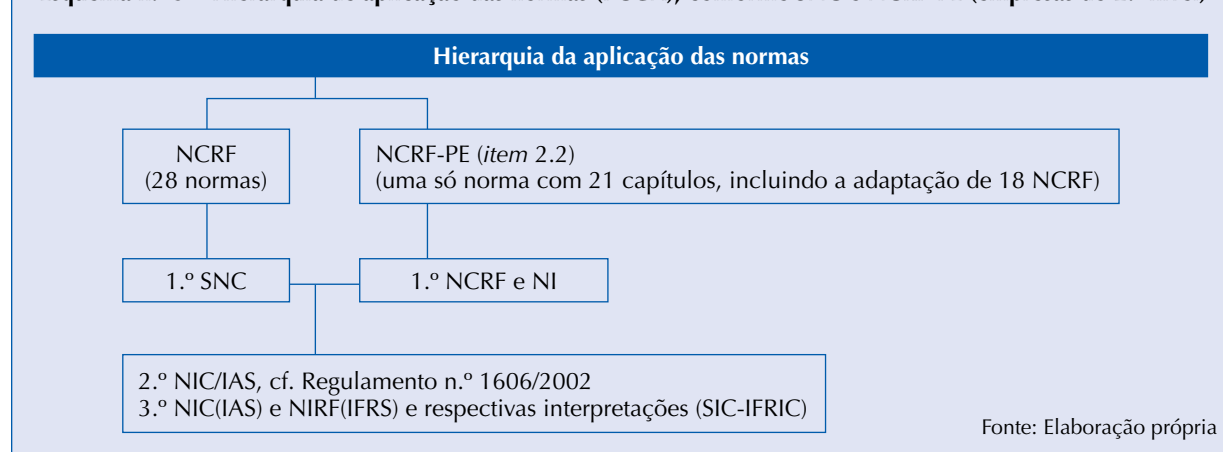 Hierarquia da aplicação das normas
NCRF
(28 normas)
NCRF-PE (item 2.2)
(uma só norma com 21 capítulos, incluindo a adaptação de 18 NCRF)
1.º SNC
1.º NCRF e NI
2.º NIC/IAS, cf. Regulamento n.º 1606/2002
3.º NIC(IAS) e NIRF(IFRS) e respectivas interpretações (SIC-IFRIC)
Fonte: Elaboração própria